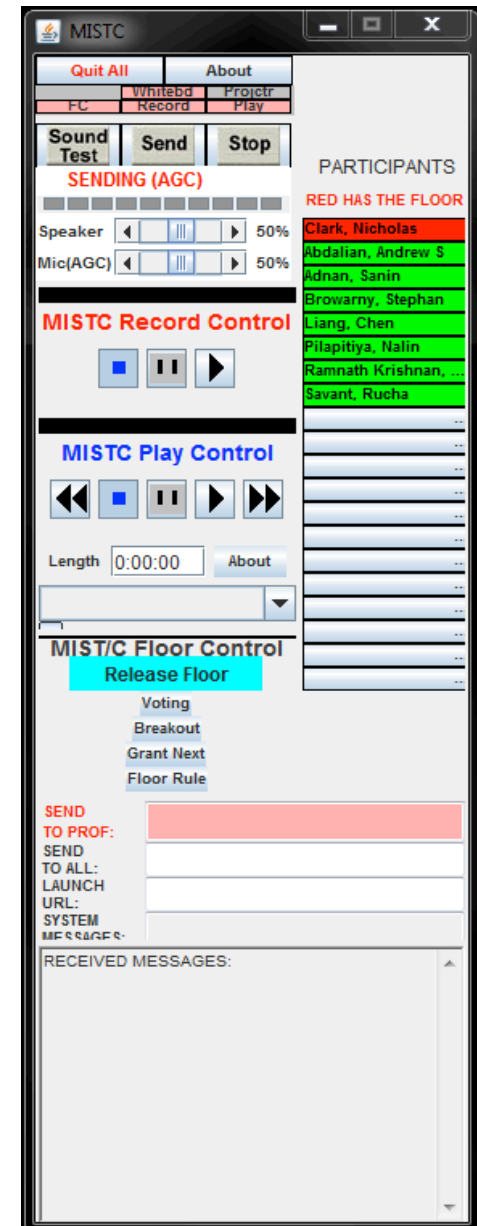 MISTC
Quit All About
Whitebd Projctr
FC Record Play
Sound Test Send Stop
SENDING (AGC)
Speaker 50%
Mic(AGC) 50%
MISTC Record Control
MISTC Play Control
Length 0:00:00 About
MIST/C Floor Control
Release Floor
Voting
Breakout
Grant Next
Floor Rule
PARTICIPANTS
RED HAS THE FLOOR
Clark, Nicholas
Abdalian, Andrew S
Adnan, Sanin
Browarny, Stephan
Liang, Chen
Pilapitiya, Nalin
Ramnath Krishnan, ...
Savant, Rucha
..
..
..
..
..
..
..
..
..
..
..
..
SEND
TO PROF:
SEND
TO ALL:
LAUNCH
URL:
SYSTEM
MESSAGES:
RECEIVED MESSAGES: